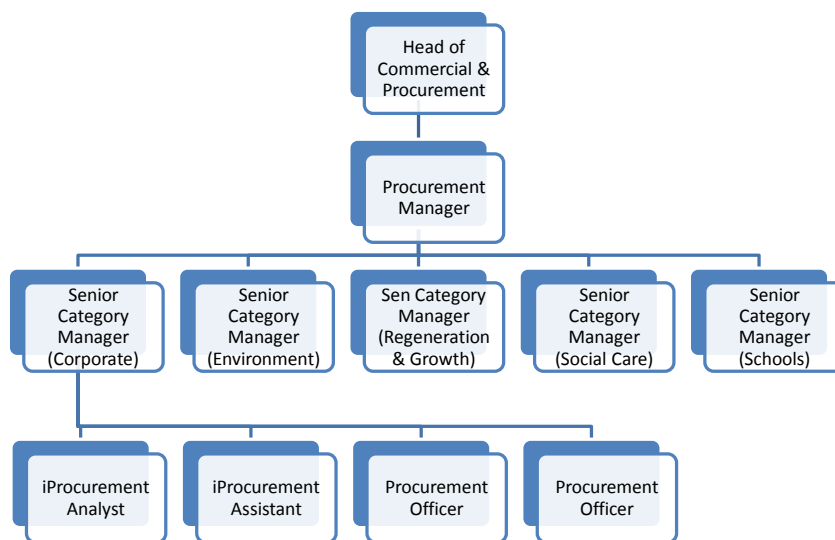 Head of
Commercial &
Procurement
Procurement
Manager
Senior
Category
Manager
(Corporate)
Senior
Category
Manager
(Environment)
Sen Category
Manager
(Regeneration
& Growth)
Senior
Category
Manager
(Social Care)
Senior
Category
Manager
(Schools)
iProcurement
Analyst
iProcurement
Assistant
Procurement
Officer
Procurement
Officer